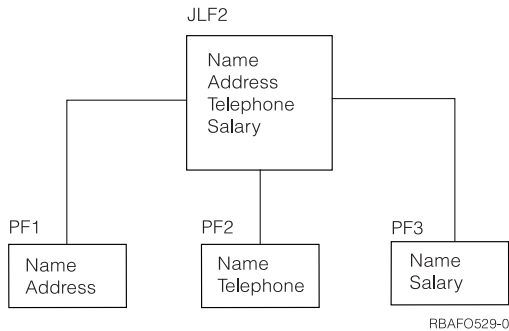 JLF2
Name
Address
Telephone
Salary
PF1
Name
Address
PF2
Name
Telephone
PF3
Name
Salary
RBAFO529-0